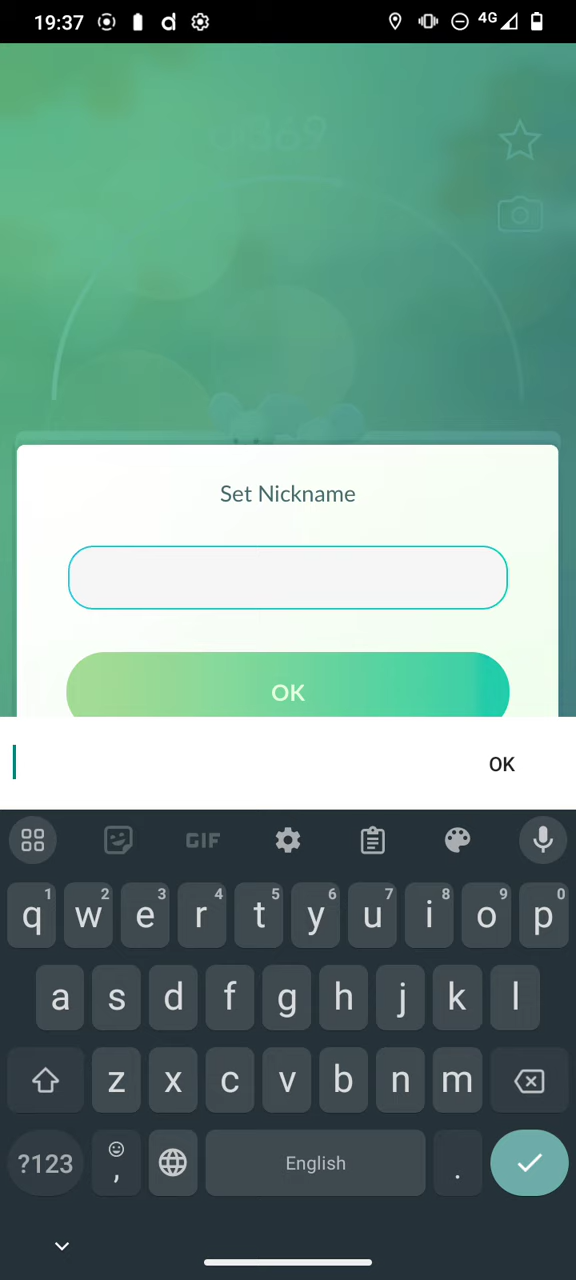 19:37 d 4G
CP369
Set Nickname
OK
OK
GIF
1 2 3 4 5 6 7 8 9 0
q w e r t y u i o p
a s d f g h j k l
z x c v b n m
?123 , English .